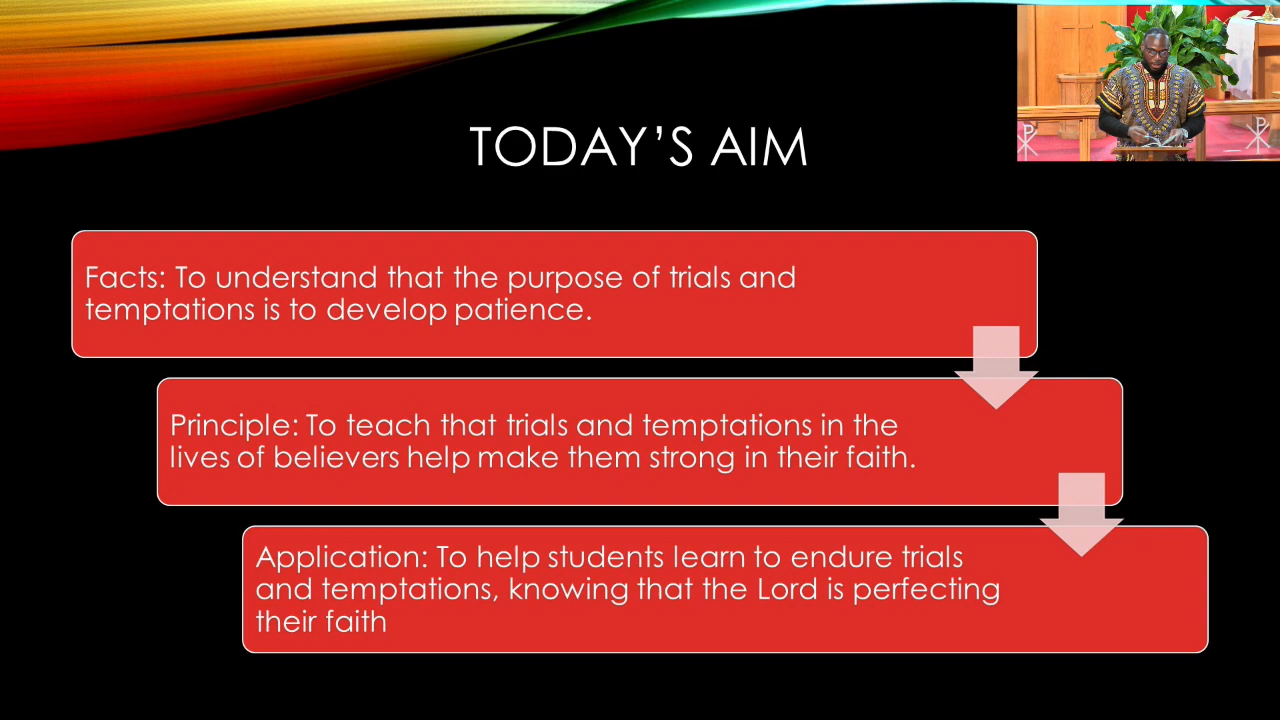 TODAY’S AIM
Facts: To understand that the purpose of trials and
temptations is to develop patience.
Principle: To teach that trials and temptations in the
lives of believers help make them strong in their faith.
Application: To help students learn to endure trials
and temptations, knowing that the Lord is perfecting
their faith